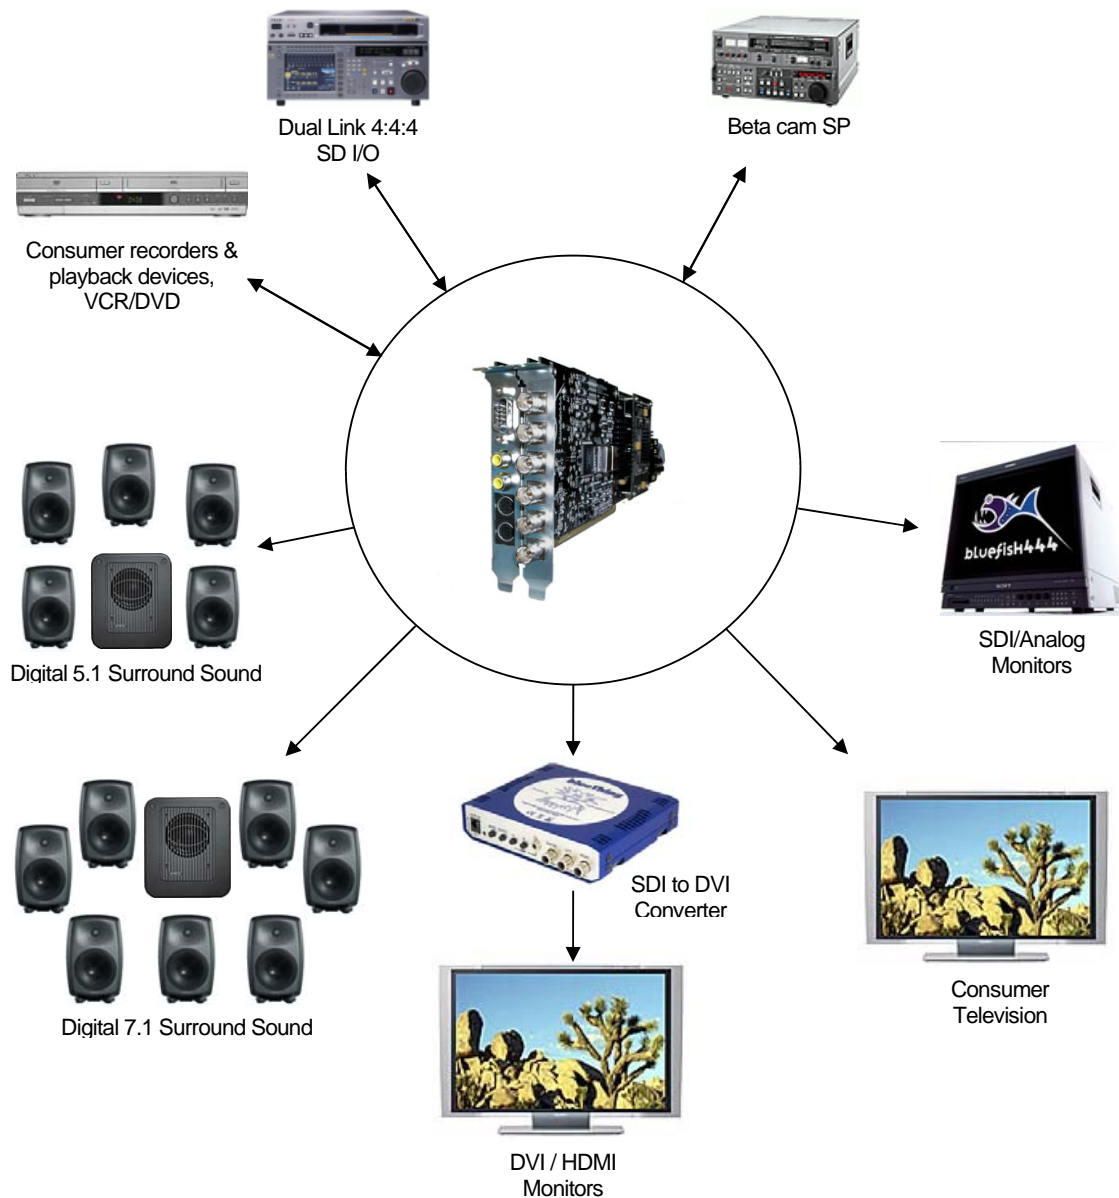 Dual Link 4:4:4
SD I/O
Beta cam SP
Consumer recorders &
playback devices,
VCR/DVD
bluefish444
SONY
SDI/Analog
Monitors
Digital 5.1 Surround Sound
SDI to DVI
Converter
Digital 7.1 Surround Sound
Consumer
Television
DVI / HDMI
Monitors